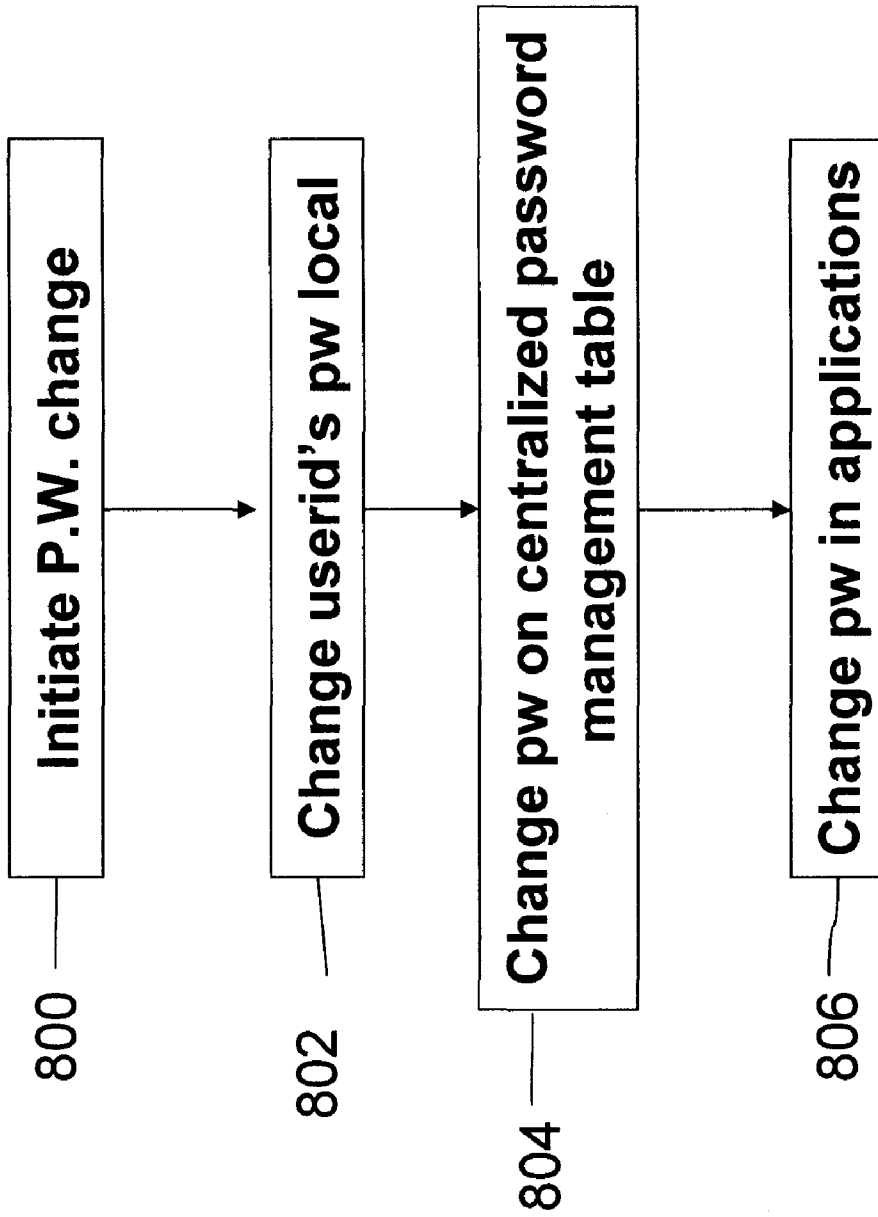 800
Initiate P.W. change
802
Change userid's pw local
804
Change pw on centralized password
management table
806
Change pw in applications